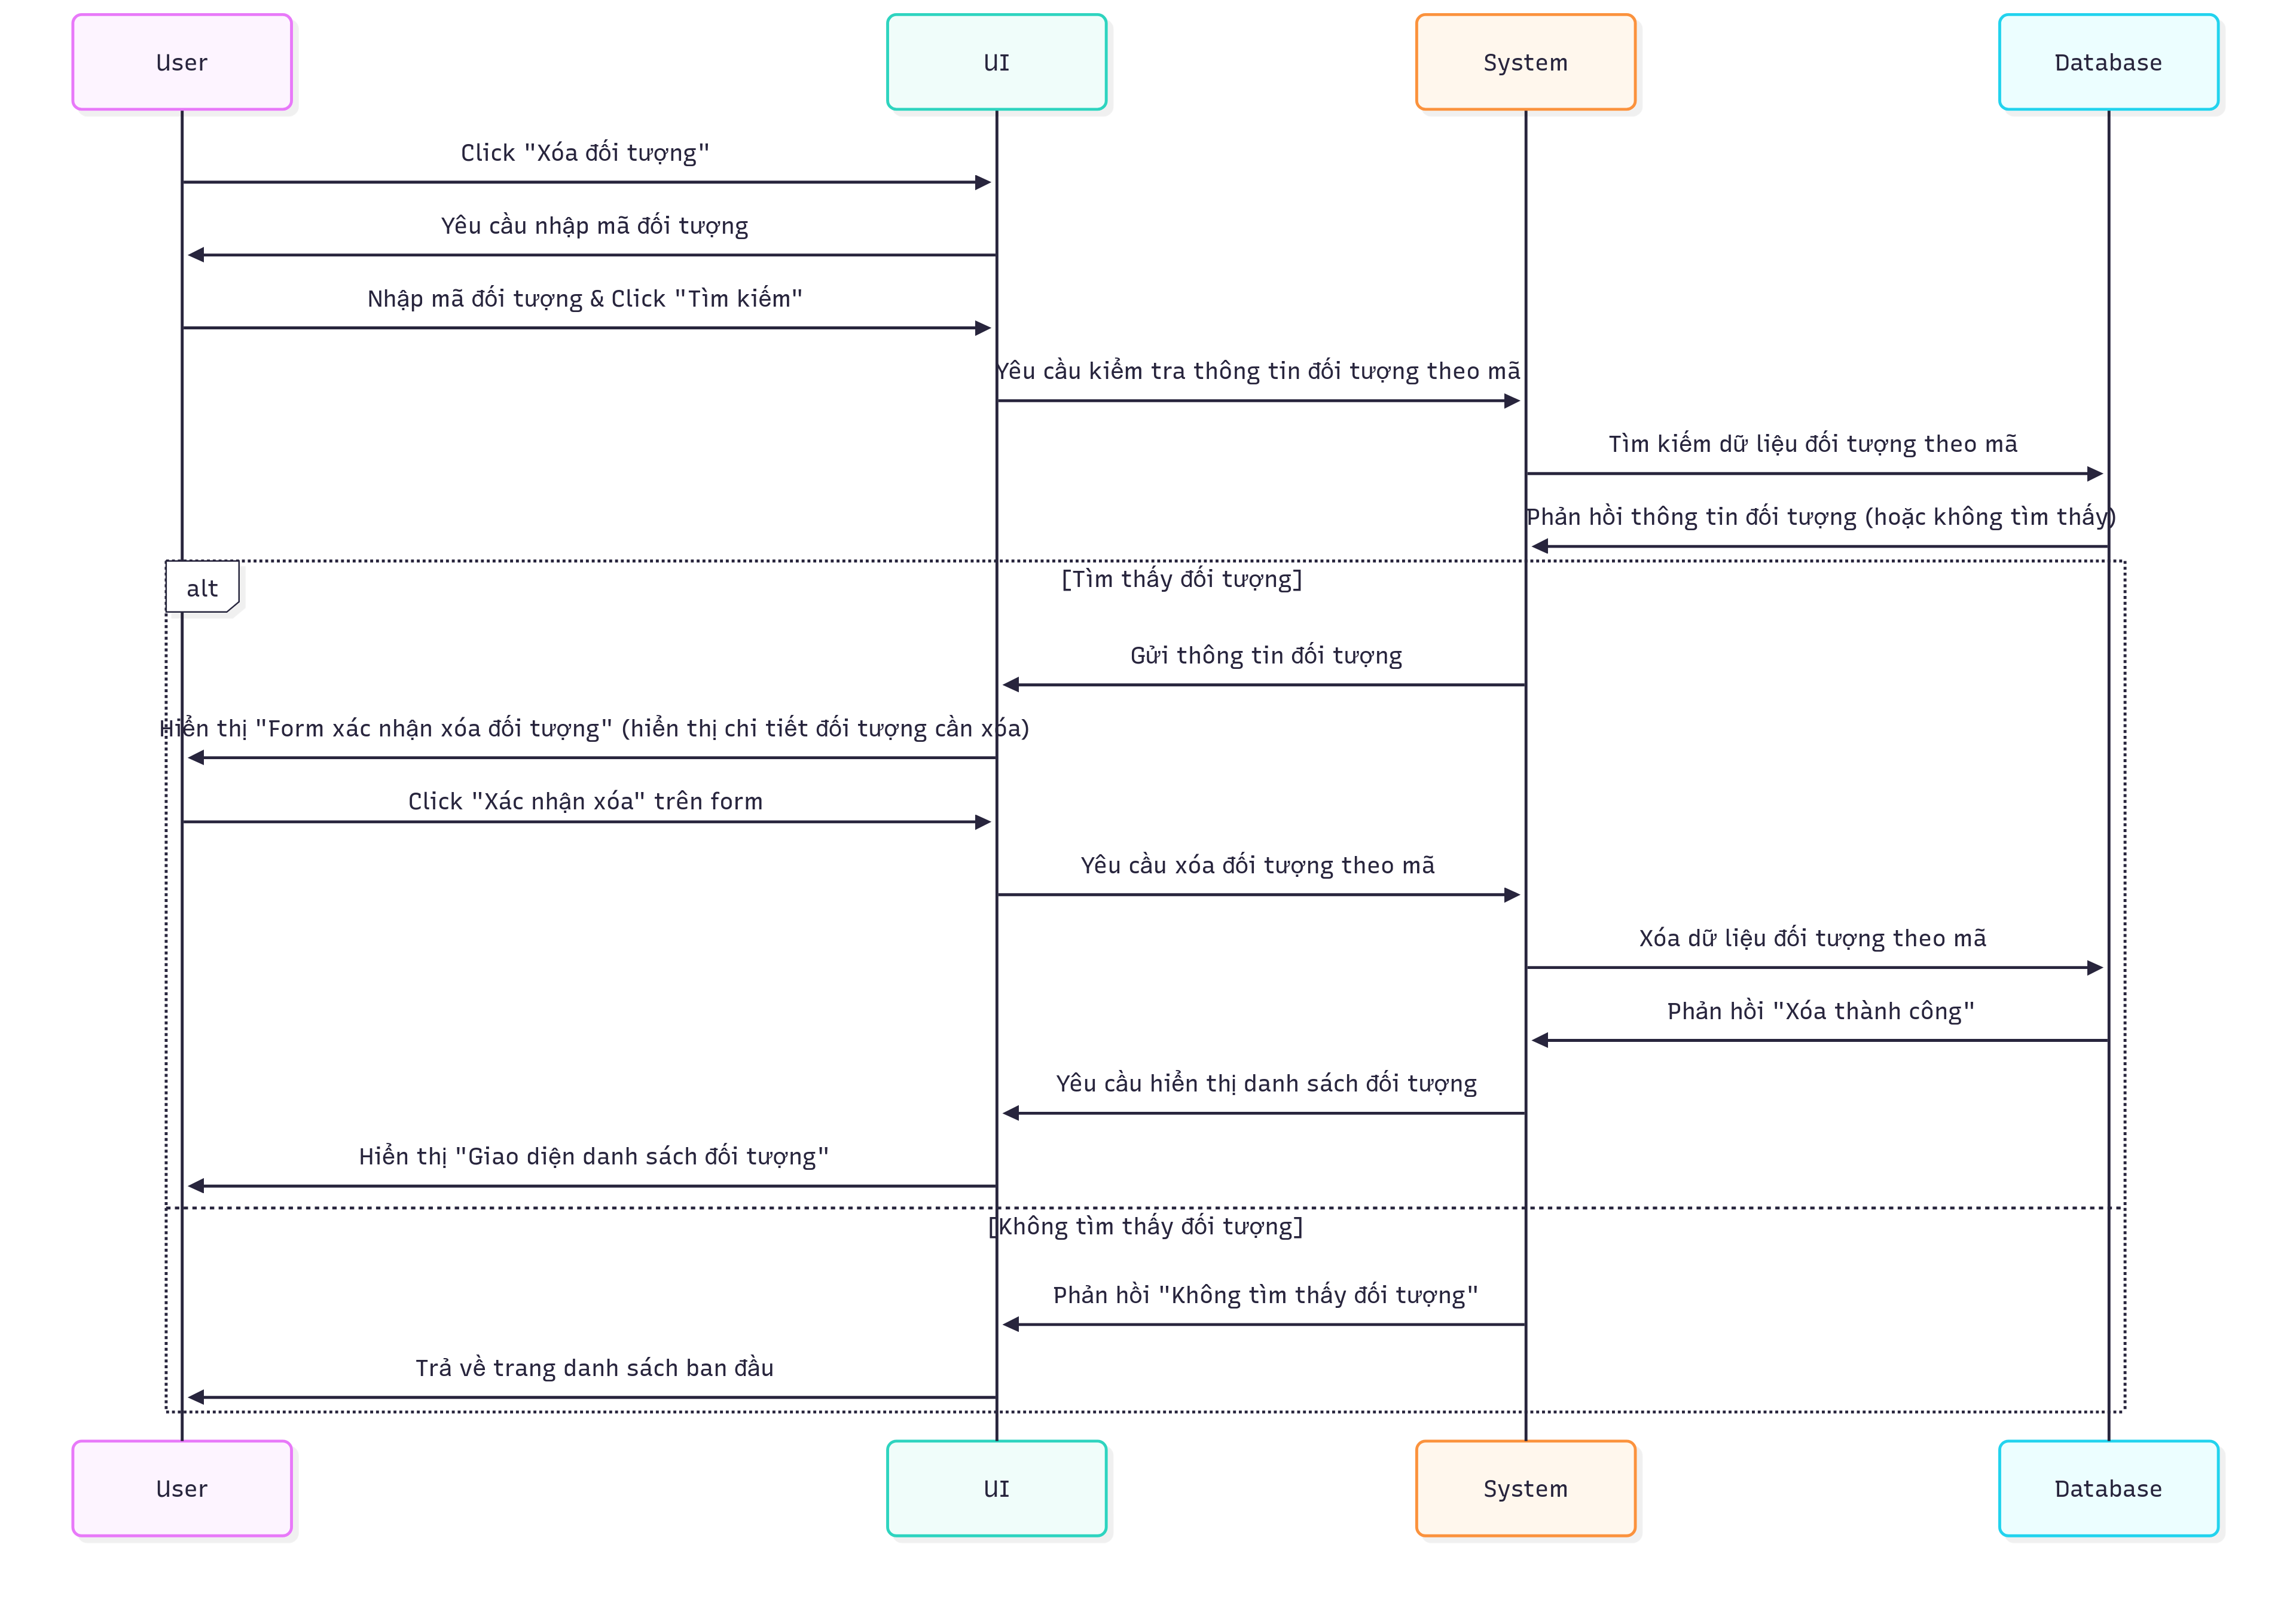 User
UI
System
Database
Click "Xóa đối tượng"
Yêu cầu nhập mã đối tượng
Nhập mã đối tượng & Click "Tìm kiếm"
Yêu cầu kiểm tra thông tin đối tượng theo mã
Tìm kiếm dữ liệu đối tượng theo mã
Phản hồi thông tin đối tượng (hoặc không tìm thấy)
alt
[Tìm thấy đối tượng]
Gửi thông tin đối tượng
Hiển thị "Form xác nhận xóa đối tượng" (hiển thị chi tiết đối tượng cần xóa)
Click "Xác nhận xóa" trên form
Yêu cầu xóa đối tượng theo mã
Xóa dữ liệu đối tượng theo mã
Phản hồi "Xóa thành công"
Yêu cầu hiển thị danh sách đối tượng
Hiển thị "Giao diện danh sách đối tượng"
[Không tìm thấy đối tượng]
Phản hồi "Không tìm thấy đối tượng"
Trả về trang danh sách ban đầu
User
UI
System
Database